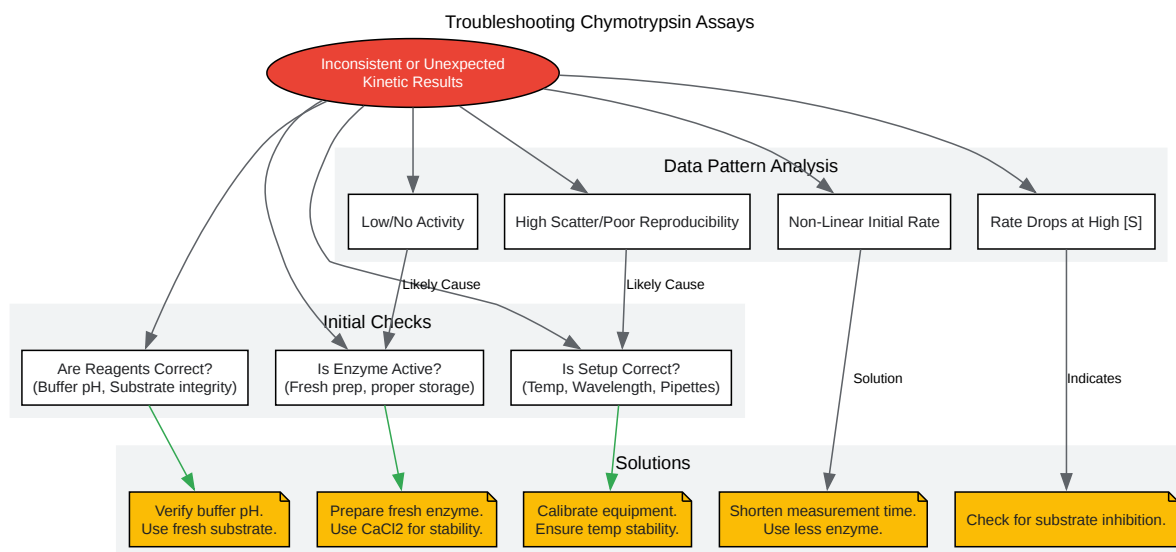 Troubleshooting Chymotrypsin Assays
Inconsistent or Unexpected
Kinetic Results
Data Pattern Analysis
Low/No Activity
High Scatter/Poor Reproducibility
Non-Linear Initial Rate
Rate Drops at High [S]
Likely Cause
Likely Cause
Initial Checks
Are Reagents Correct?
(Buffer pH, Substrate integrity)
Is Enzyme Active?
(Fresh prep, proper storage)
Is Setup Correct?
(Temp, Wavelength, Pipettes)
Solution
Indicates
Solutions
Verify buffer pH.
Use fresh substrate.
Prepare fresh enzyme.
Use CaCl2 for stability.
Calibrate equipment.
Ensure temp stability.
Shorten measurement time.
Use less enzyme.
Check for substrate inhibition.